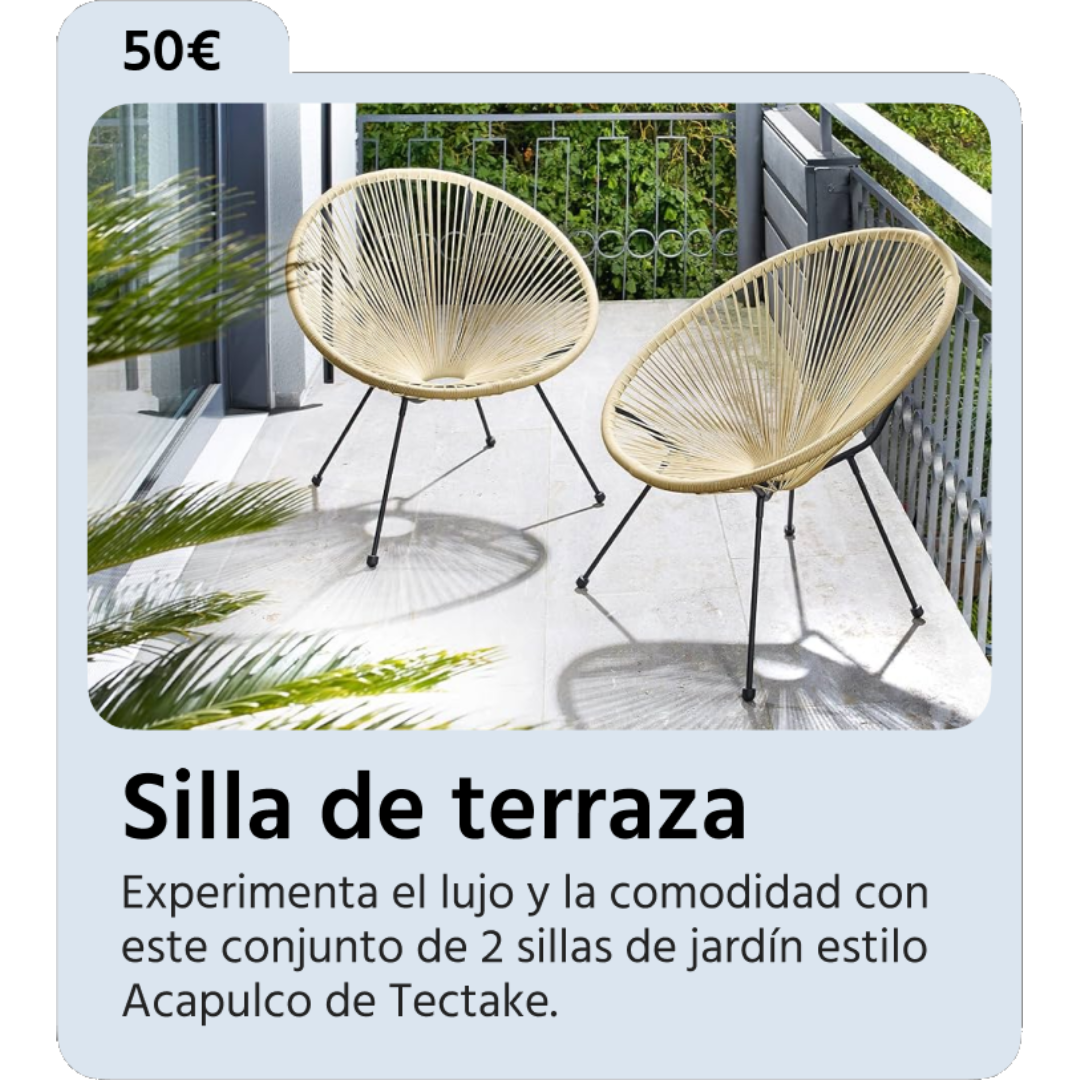 50€
Silla de terraza
Experimenta el lujo y la comodidad con
este conjunto de 2 sillas de jardín estilo
Acapulco de Tectake.